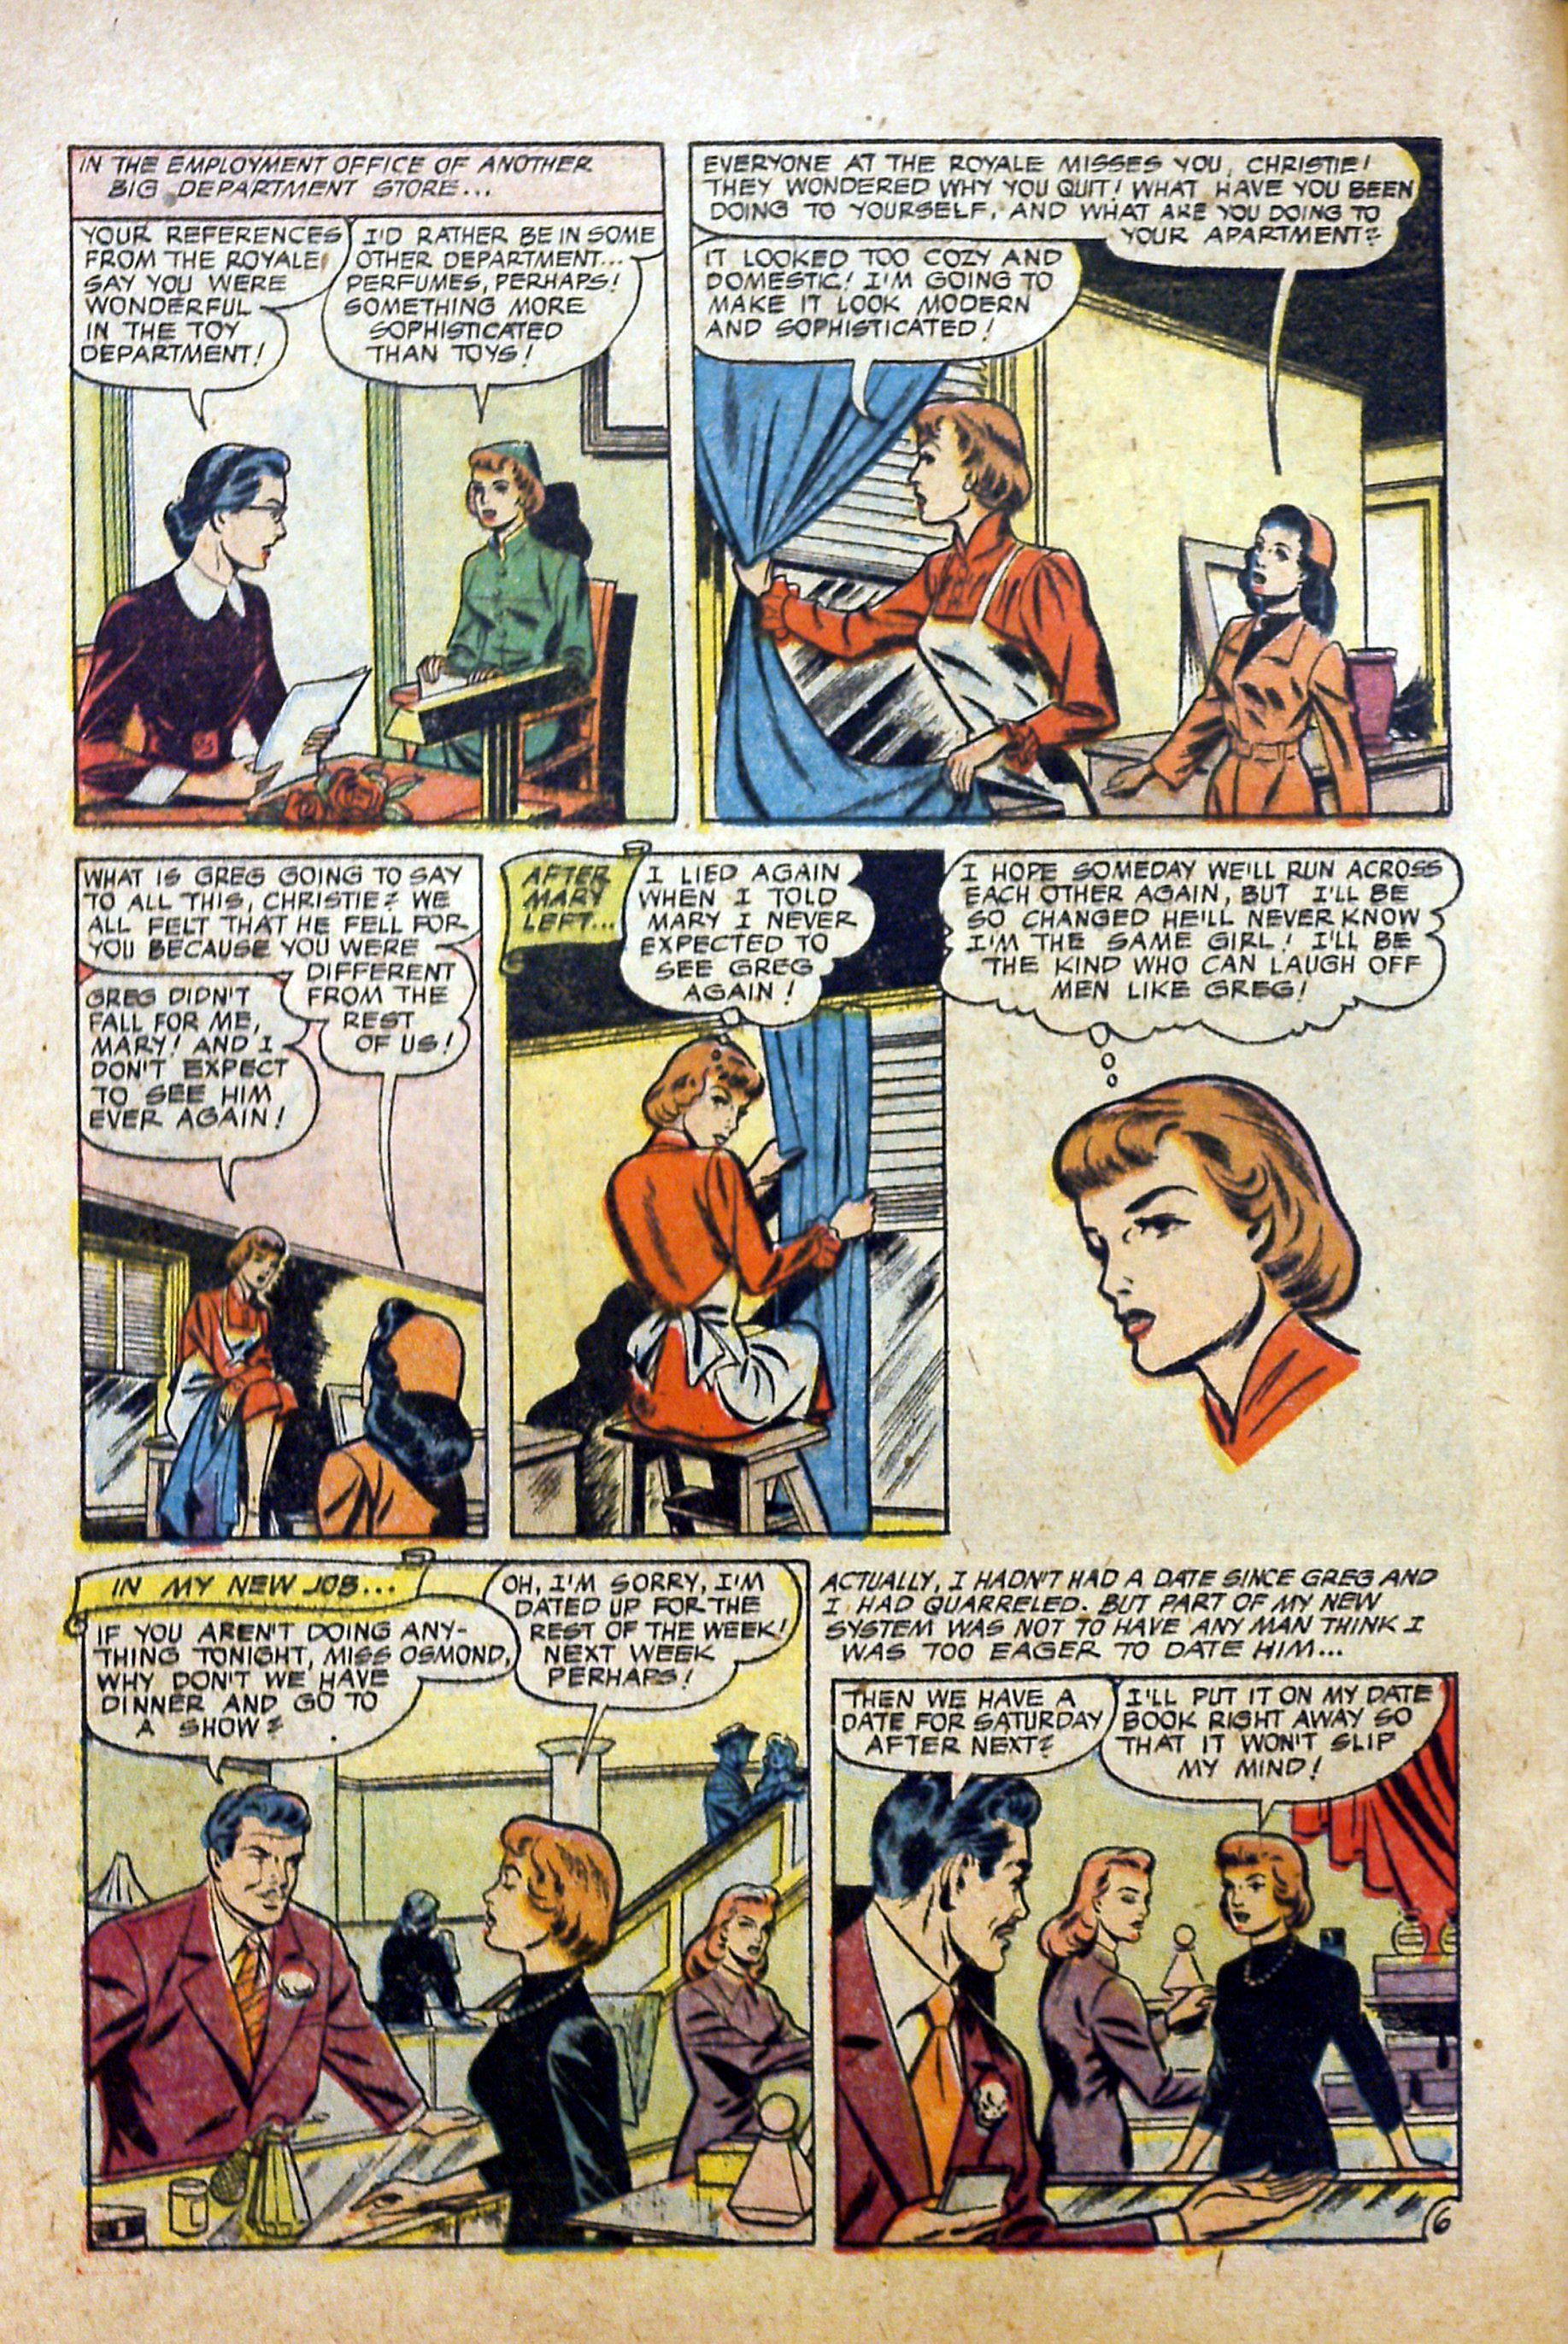 IN THE EMPLOYMENT OFFICE OF ANOTHER
BIG DEPARTMENT STORE...
YOUR REFERENCES
FROM THE ROYALE
SAY YOU WERE
WONDERFUL
IN THE TOY
DEPARTMENT!
I'D RATHER BE IN SOME
OTHER DEPARTMENT...
PERFUMES, PERHAPS!
SOMETHING MORE
SOPHISTICATED
THAN TOYS!
EVERYONE AT THE ROYALE MISSES YOU, CHRISTIE!
THEY WONDERED WHY YOU QUIT! WHAT HAVE YOU BEEN
DOING TO YOURSELF, AND WHAT ARE YOU DOING TO
YOUR APARTMENT?
IT LOOKED TOO COZY AND
DOMESTIC! I'M GOING TO
MAKE IT LOOK MODERN
AND SOPHISTICATED!
WHAT IS GREG GOING TO SAY
TO ALL THIS, CHRISTIE? WE
ALL FELT THAT HE FELL FOR
YOU BECAUSE YOU WERE
DIFFERENT
FROM THE
REST
OF US!
GREG DIDN'T
FALL FOR ME,
MARY! AND I
DON'T EXPECT
TO SEE HIM
EVER AGAIN!
AFTER
MARY
LEFT...
I LIED AGAIN
WHEN I TOLD
MARY I NEVER
EXPECTED TO
SEE GREG
AGAIN!
I HOPE SOMEDAY WE'LL RUN ACROSS
EACH OTHER AGAIN, BUT I'LL BE
SO CHANGED HE'LL NEVER KNOW
I'M THE SAME GIRL! I'LL BE
THE KIND WHO CAN LAUGH OFF
MEN LIKE GREG!
IN MY NEW JOB...
IF YOU AREN'T DOING ANY-
THING TONIGHT, MISS OSMOND,
WHY DON'T WE HAVE
DINNER AND GO TO
A SHOW?
OH, I'M SORRY, I'M
DATED UP FOR THE
REST OF THE WEEK!
NEXT WEEK
PERHAPS!
ACTUALLY, I HADN'T HAD A DATE SINCE GREG AND
I HAD QUARRELED. BUT PART OF MY NEW
SYSTEM WAS NOT TO HAVE ANY MAN THINK I
WAS TOO EAGER TO DATE HIM...
THEN WE HAVE A
DATE FOR SATURDAY
AFTER NEXT?
I'LL PUT IT ON MY DATE
BOOK RIGHT AWAY SO
THAT IT WON'T SLIP
MY MIND!
6